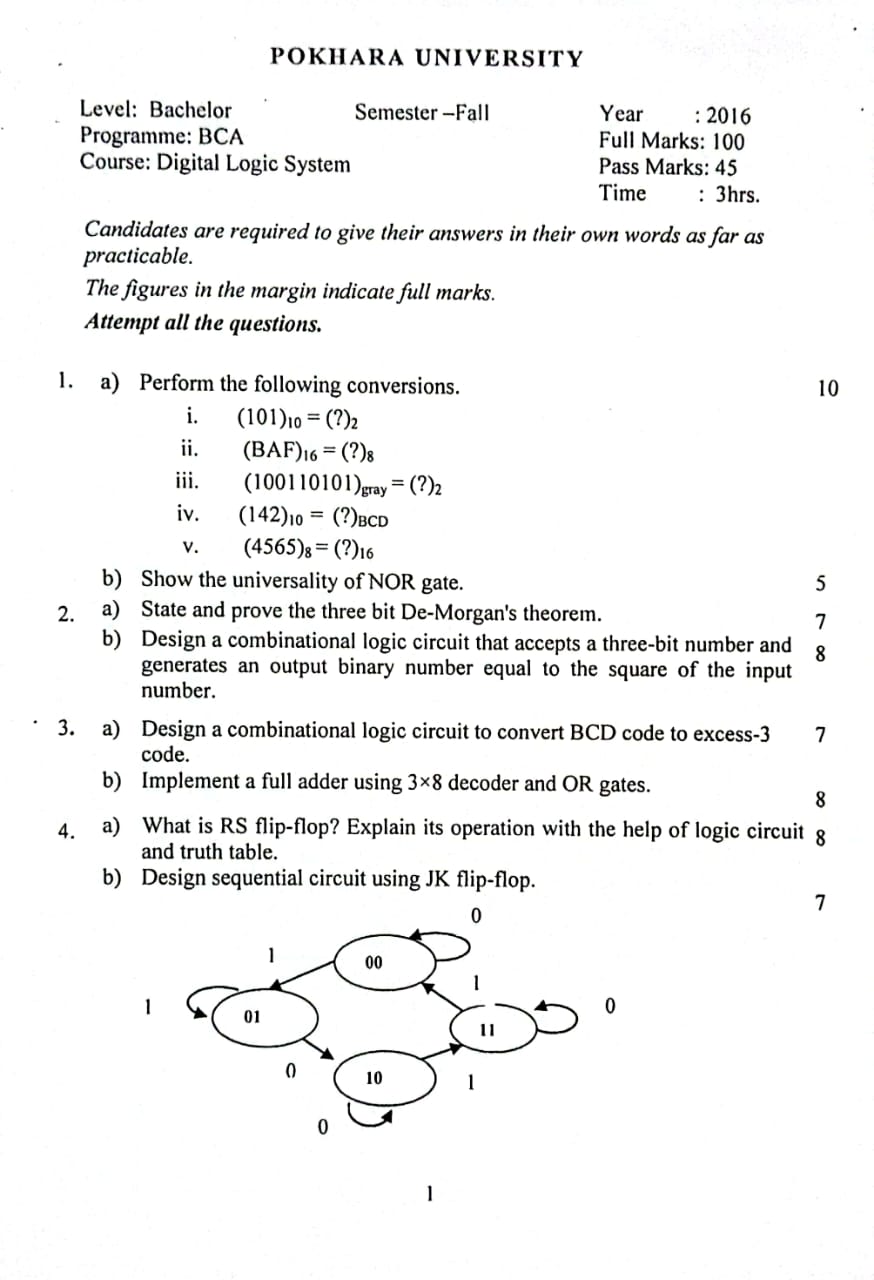 POKHARA UNIVERSITY
Level: Bachelor Semester –Fall Year : 2016
Programme: BCA Full Marks: 100
Course: Digital Logic System Pass Marks: 45
Time : 3hrs.
Candidates are required to give their answers in their own words as far as
practicable.
The figures in the margin indicate full marks.
Attempt all the questions.
1. a) Perform the following conversions. 10
i. (101)₁₀ = (?)₂
ii. (BAF)₁₆ = (?)₈
iii. (100110101)gray = (?)₂
iv. (142)₁₀ = (?)BCD
v. (4565)₈ = (?)₁₆
b) Show the universality of NOR gate. 5
2. a) State and prove the three bit De-Morgan's theorem. 7
b) Design a combinational logic circuit that accepts a three-bit number and 8
generates an output binary number equal to the square of the input
number.
3. a) Design a combinational logic circuit to convert BCD code to excess-3 7
code.
b) Implement a full adder using 3×8 decoder and OR gates. 8
4. a) What is RS flip-flop? Explain its operation with the help of logic circuit 8
and truth table.
b) Design sequential circuit using JK flip-flop. 7
0
1 00
1
1 01 11 0
0 10 1
0
1